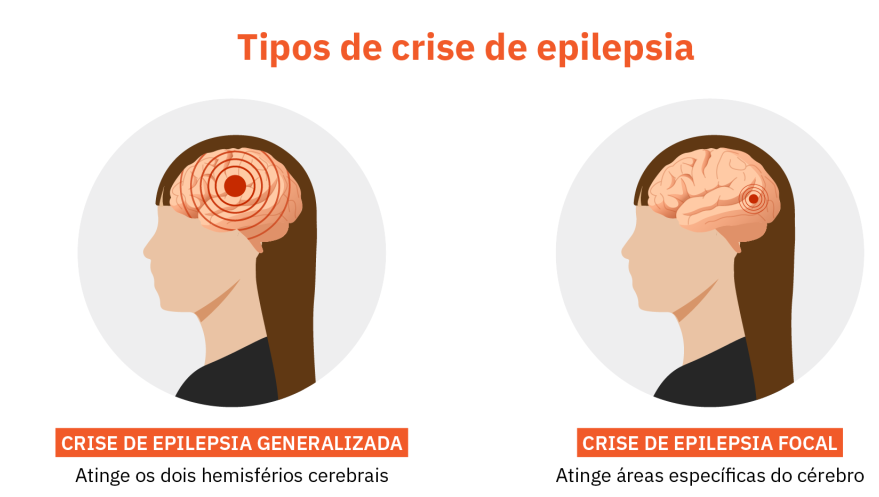 Tipos de crise de epilepsia
CRISE DE EPILEPSIA GENERALIZADA
Atinge os dois hemisférios cerebrais
CRISE DE EPILEPSIA FOCAL
Atinge áreas específicas do cérebro